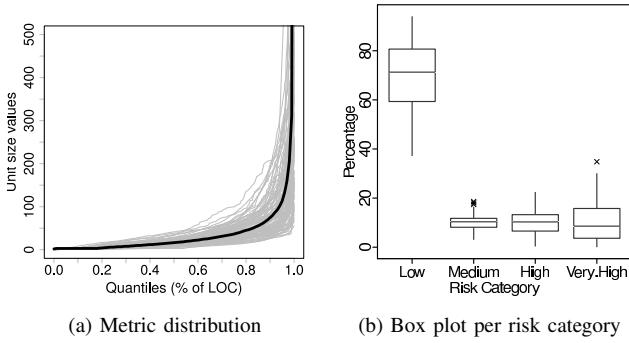 500
400
300
200
100
0
Unit size values
0.0 0.2 0.4 0.6 0.8 1.0
Quantiles (% of LOC)
(a) Metric distribution
80
60
40
20
0
Percentage
Low Medium High Very.High
Risk Category
(b) Box plot per risk category